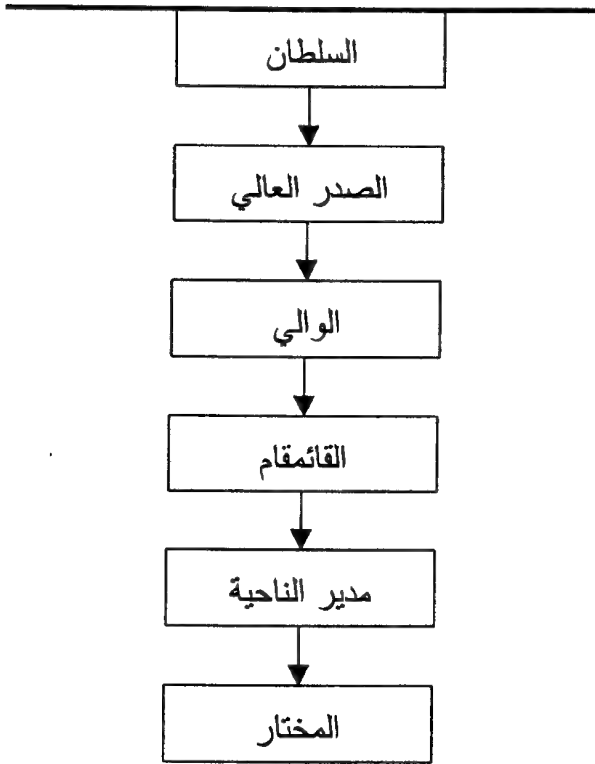 السلطان
الصدر العالي
الوالي
القائمقام
مدير الناحية
المختار